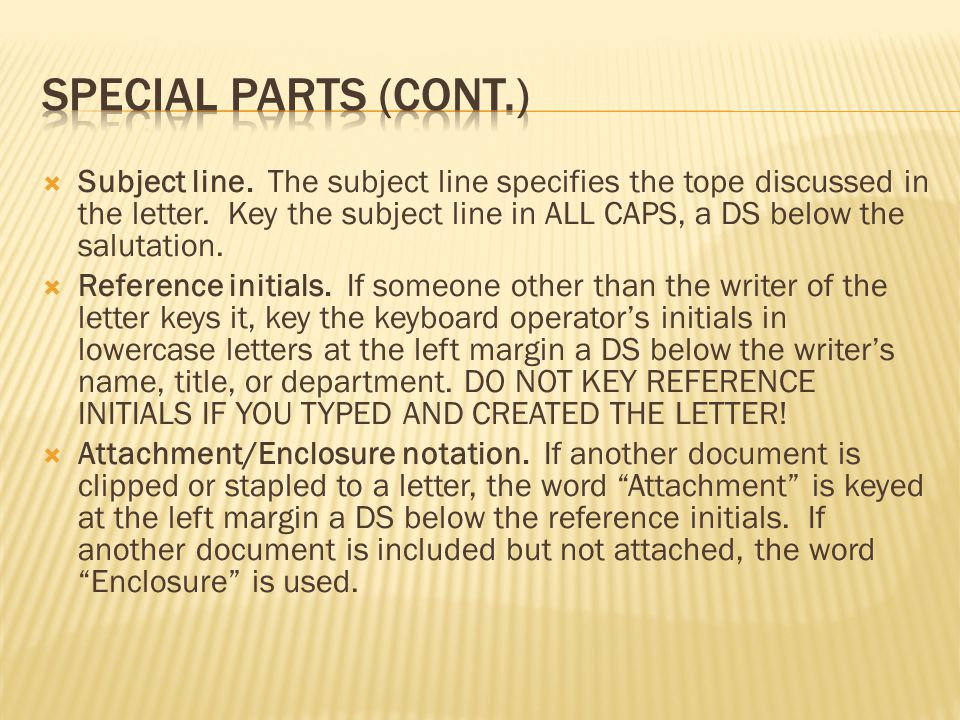 SPECIAL PARTS (CONT.)
Subject line. The subject line specifies the tope discussed in
the letter. Key the subject line in ALL CAPS, a DS below the
salutation.
Reference initials. If someone other than the writer of the
letter keys it, key the keyboard operator’s initials in
lowercase letters at the left margin a DS below the writer’s
name, title, or department. DO NOT KEY REFERENCE
INITIALS IF YOU TYPED AND CREATED THE LETTER!
Attachment/Enclosure notation. If another document is
clipped or stapled to a letter, the word “Attachment” is keyed
at the left margin a DS below the reference initials. If
another document is included but not attached, the word
“Enclosure” is used.